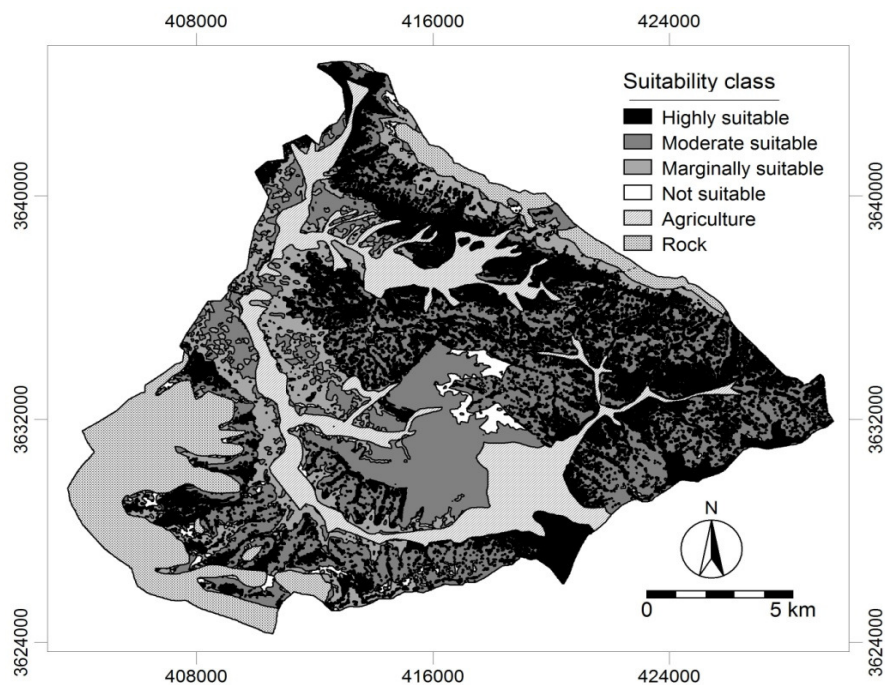 408000 416000 424000
Suitability class
Highly suitable
Moderate suitable
Marginally suitable
Not suitable
Agriculture
Rock
3640000 3640000
3632000 3632000
N
0 5 km
3624000 3624000
408000 416000 424000